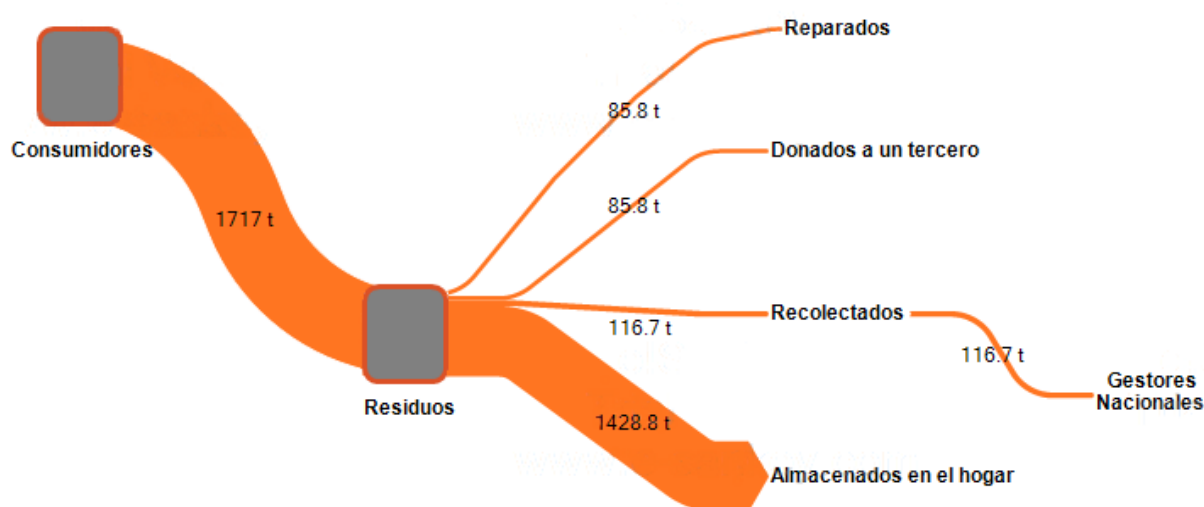 Reparados
85.8 t
Consumidores
Donados a un tercero
85.8 t
1717 t
Recolectados
116.7 t
116.7 t
Gestores
Nacionales
Residuos
1428.8 t
Almacenados en el hogar